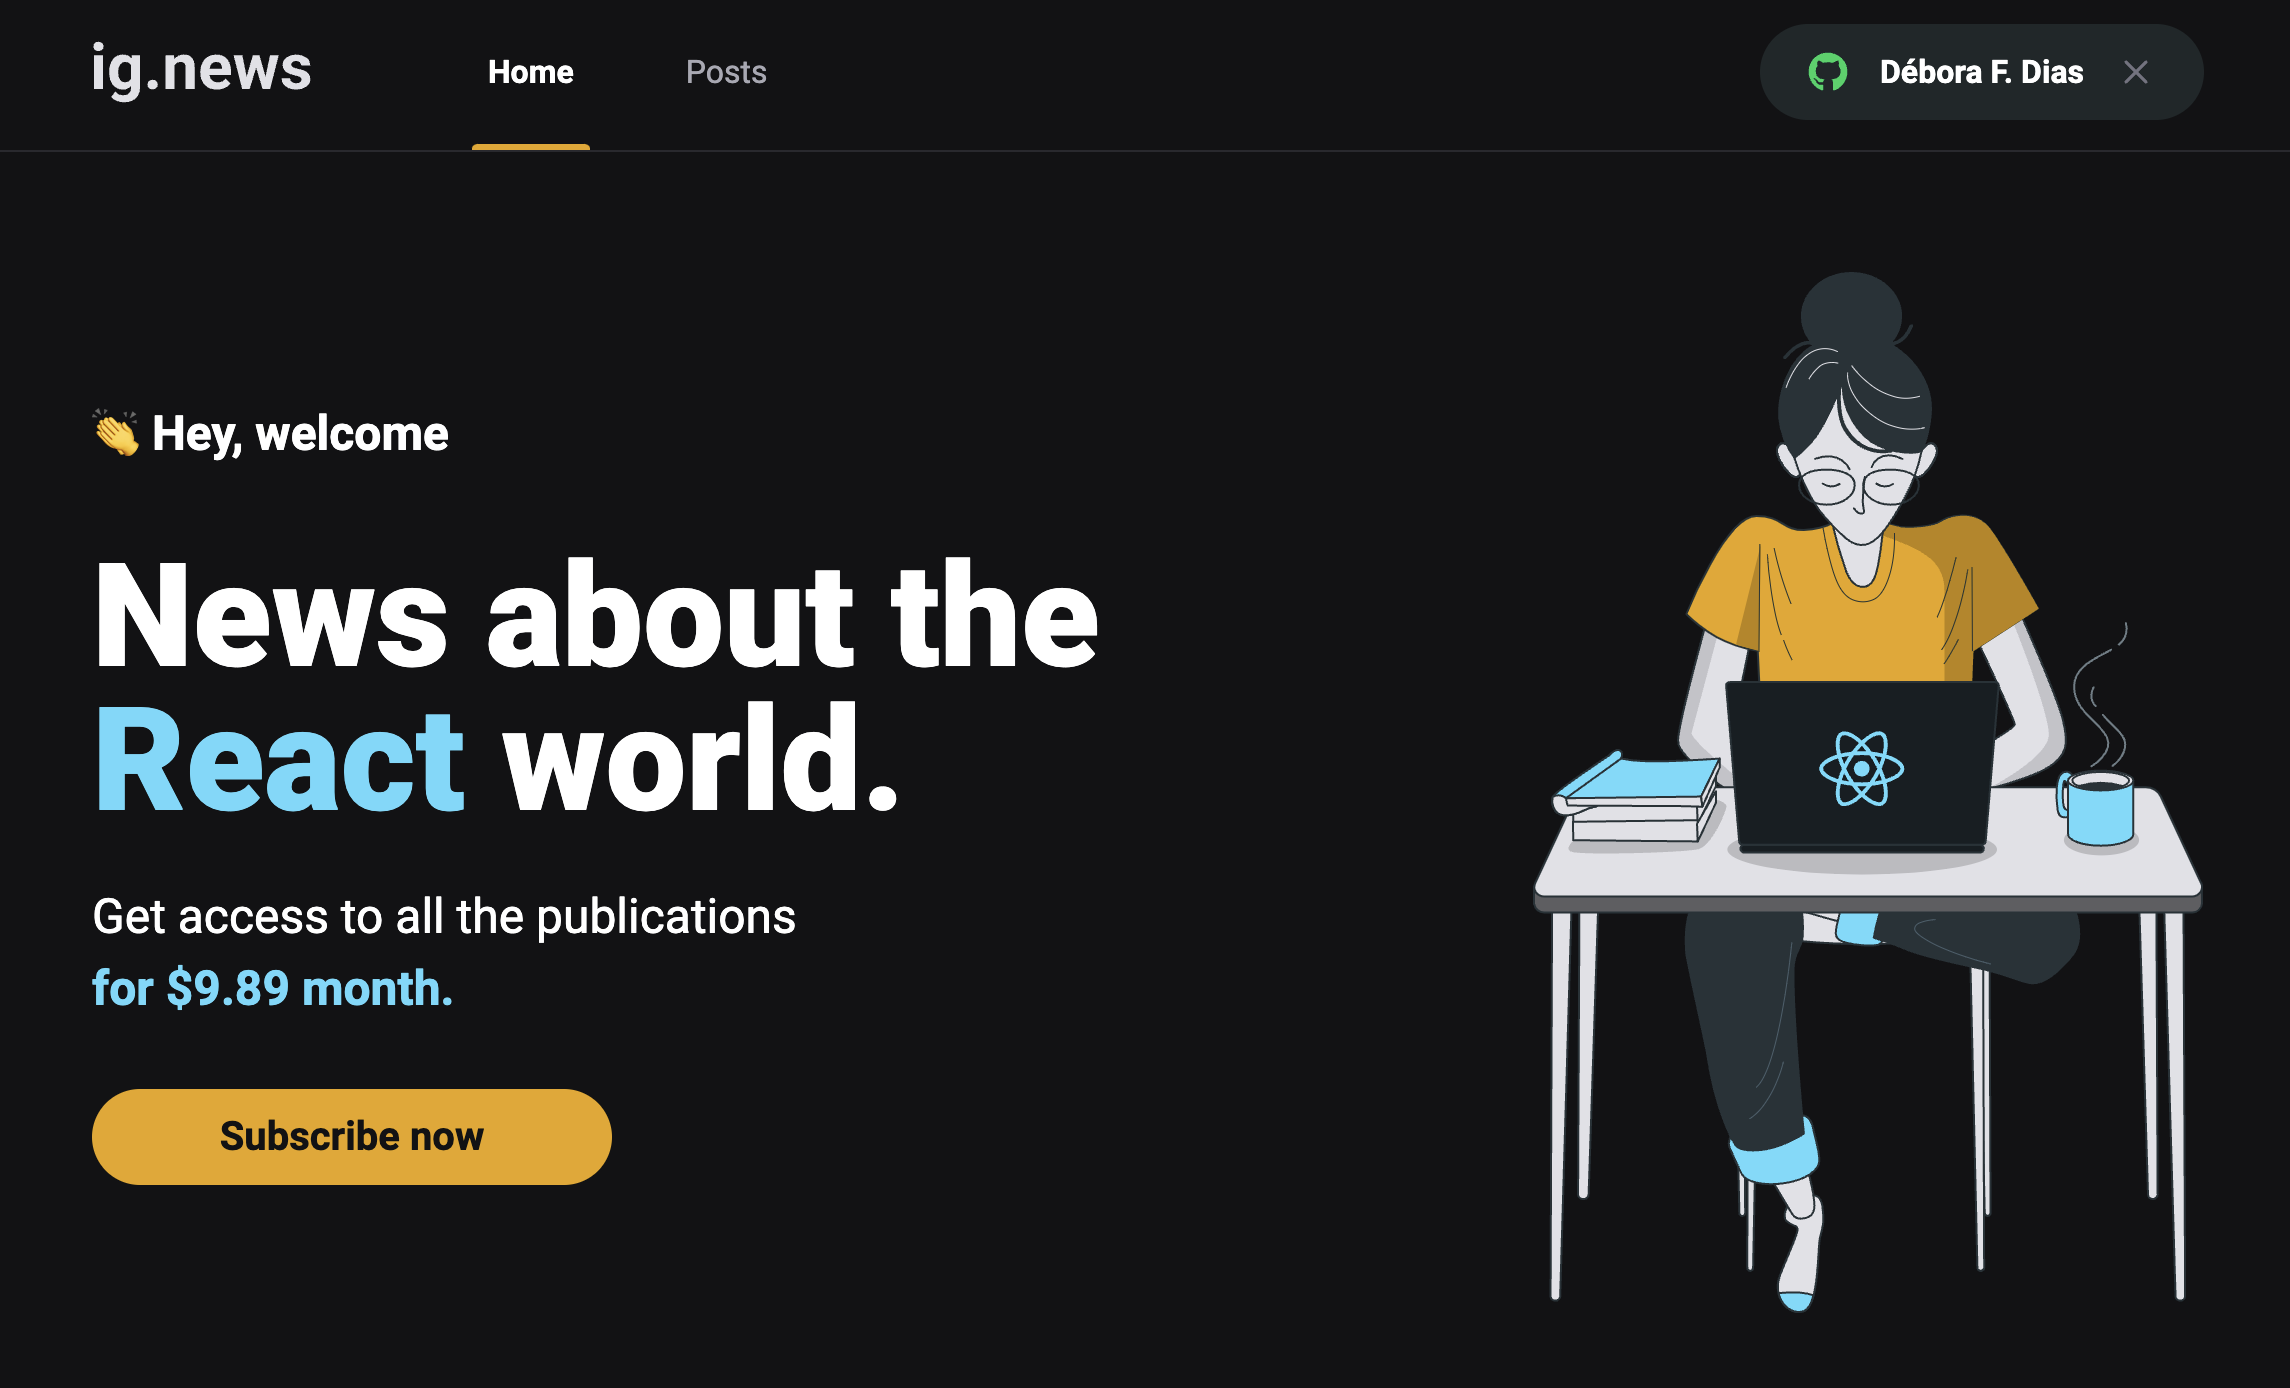 ig.news
Home
Posts
Débora F. Dias
👏 Hey, welcome
News about the
React world.
Get access to all the publications
for $9.89 month.
Subscribe now